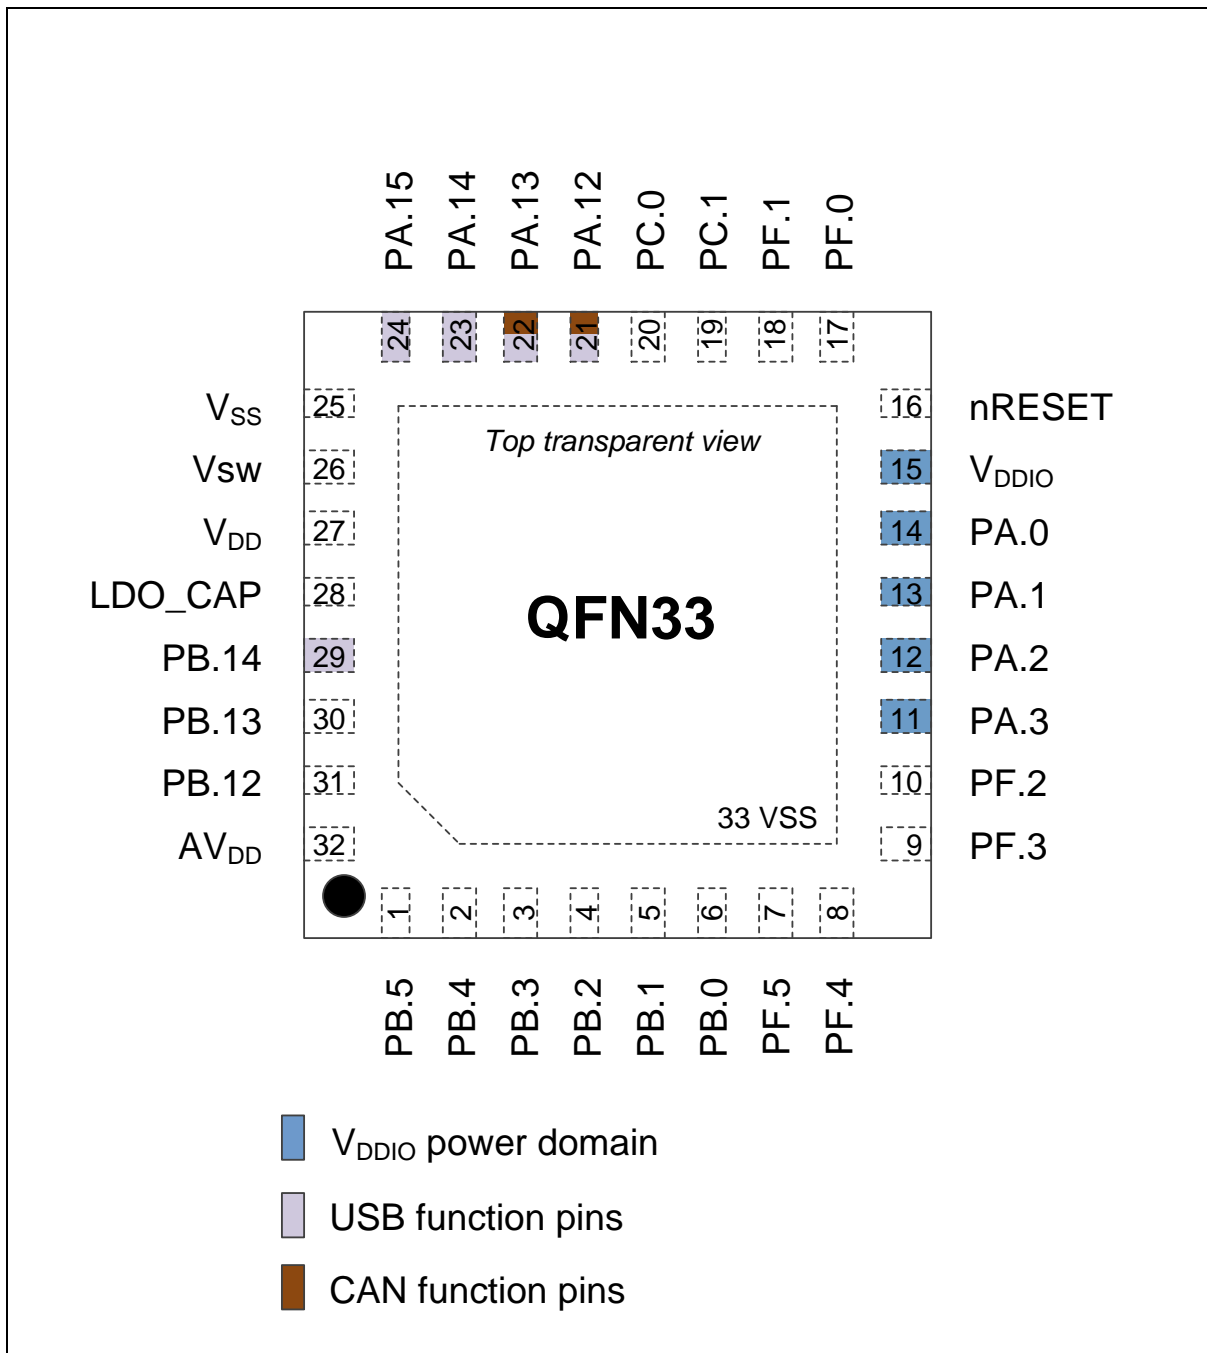 PA.15 PA.14 PA.13 PA.12 PC.0 PC.1 PF.1 PF.0
24 23 22 21 20 19 18 17
VSS 25 16 nRESET
Top transparent view
Vsw 26 15 VDDIO
VDD 27 14 PA.0
LDO_CAP 28 13 PA.1
QFN33
PB.14 29 12 PA.2
PB.13 30 11 PA.3
PB.12 31 10 PF.2
33 VSS
AVDD 32 9 PF.3
1 2 3 4 5 6 7 8
PB.5 PB.4 PB.3 PB.2 PB.1 PB.0 PF.5 PF.4
VDDIO power domain
USB function pins
CAN function pins